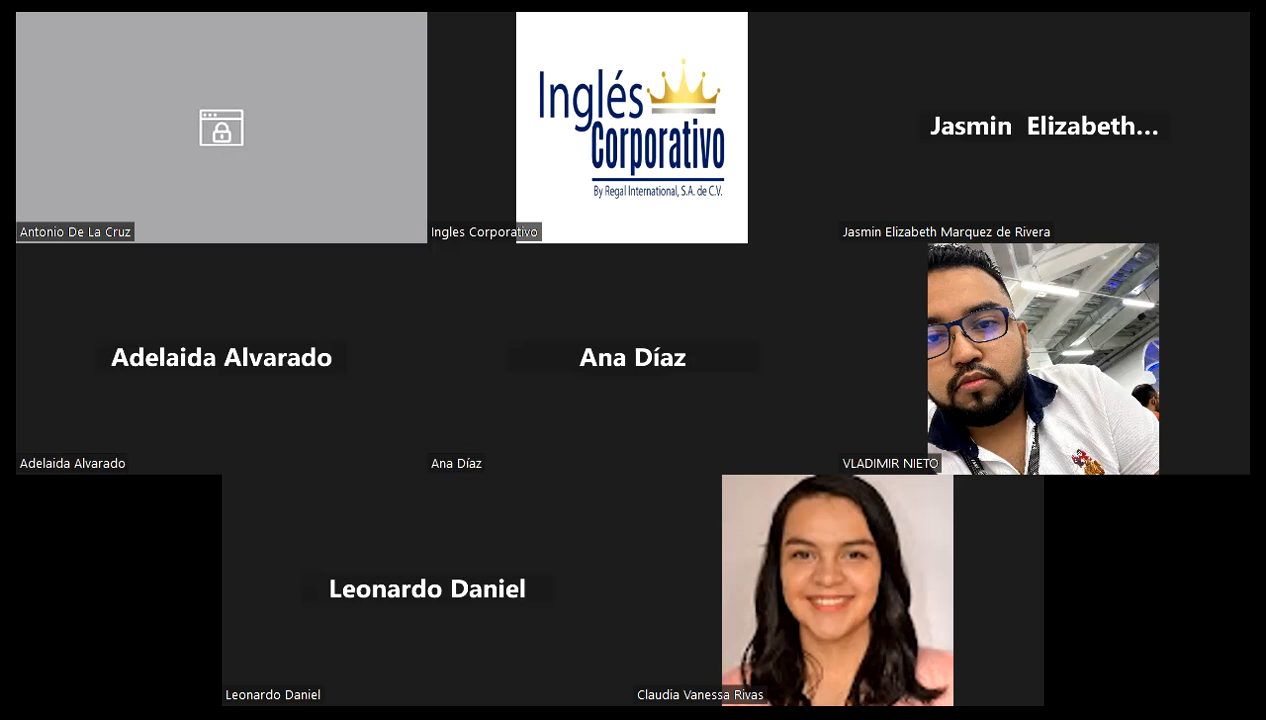 Inglés
Corporativo
By Regal International, S.A. de C.V.
Jasmin Elizabeth...
Antonio De La Cruz
Ingles Corporativo
Jasmin Elizabeth Marquez de Rivera
Adelaida Alvarado
Ana Díaz
Adelaida Alvarado
Ana Díaz
VLADIMIR NIETO
Leonardo Daniel
Leonardo Daniel
Claudia Vanessa Rivas